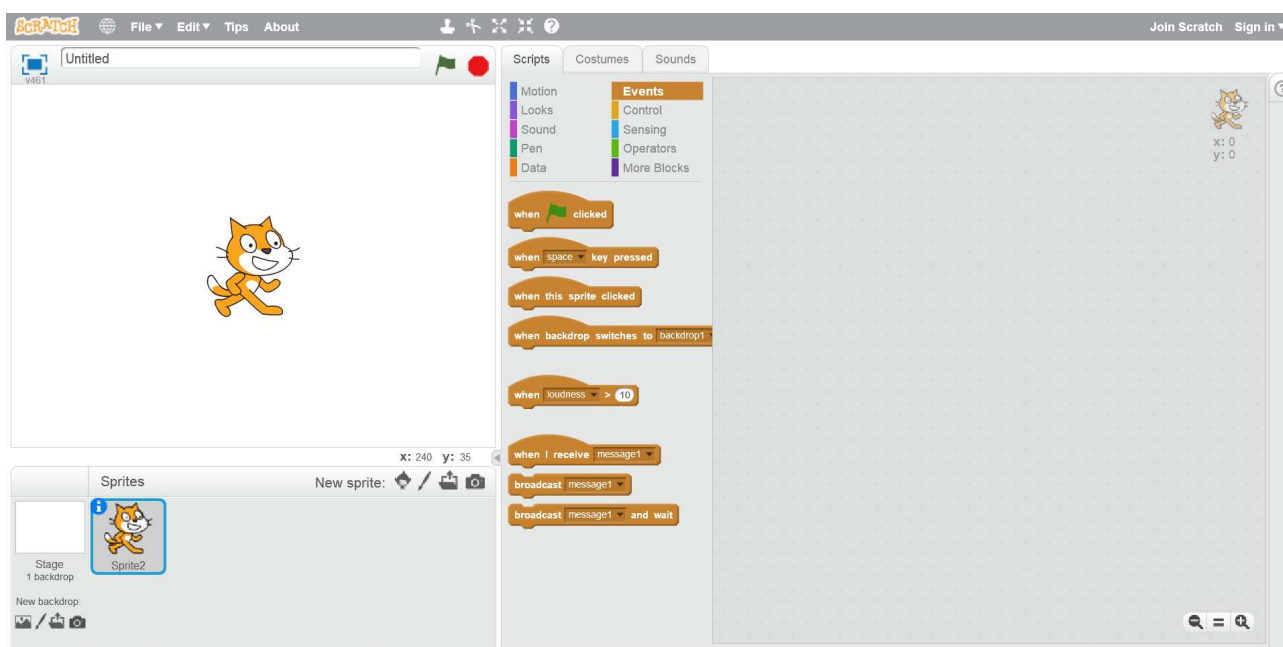 SCRATCH File Edit Tips About Join Scratch Sign in
v461 Untitled
Scripts Costumes Sounds
Motion Events
Looks Control
Sound Sensing
Pen Operators
Data More Blocks
x: 0
y: 0
when clicked
when space key pressed
when this sprite clicked
when backdrop switches to backdrop1
when loudness > 10
when I receive message1
broadcast message1
broadcast message1 and wait
x: 240 y: 35
Sprites New sprite:
Stage
1 backdrop
Sprite2
New backdrop: